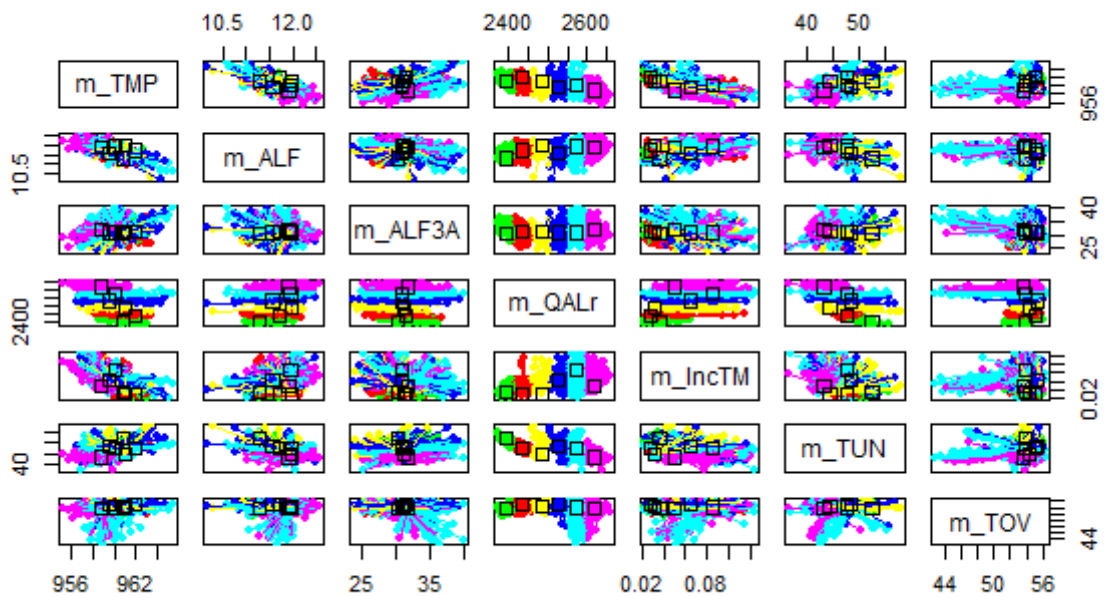 10.5 12.0 2400 2600 40 50
m_TMP 956
10.5 m_ALF
m_ALF3A 25 40
2400 m_QALr
m_IncTM 0.02
40 m_TUN
m_TOV 44
956 962 25 35 0.02 0.08 44 50 56